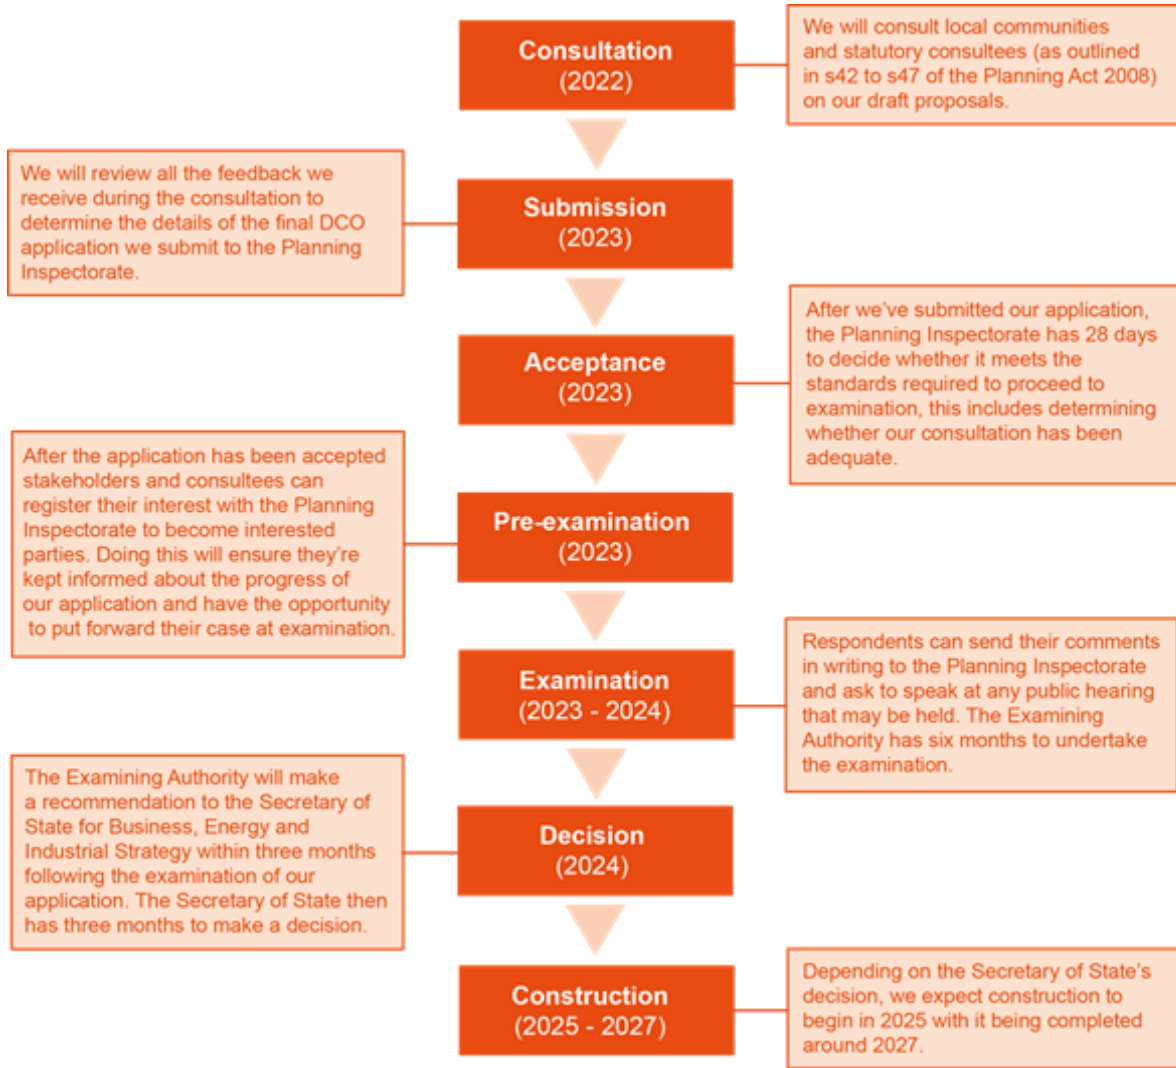 Consultation
(2022)
We will consult local communities
and statutory consultees (as outlined
in s42 to s47 of the Planning Act 2008)
on our draft proposals.
We will review all the feedback we
receive during the consultation to
determine the details of the final DCO
application we submit to the Planning
Inspectorate.
Submission
(2023)
Acceptance
(2023)
After we've submitted our application,
the Planning Inspectorate has 28 days
to decide whether it meets the
standards required to proceed to
examination, this includes determining
whether our consultation has been
adequate.
After the application has been accepted
stakeholders and consultees can
register their interest with the Planning
Inspectorate to become interested
parties. Doing this will ensure they're
kept informed about the progress of
our application and have the opportunity
to put forward their case at examination.
Pre-examination
(2023)
Examination
(2023 - 2024)
Respondents can send their comments
in writing to the Planning Inspectorate
and ask to speak at any public hearing
that may be held. The Examining
Authority has six months to undertake
the examination.
The Examining Authority will make
a recommendation to the Secretary of
State for Business, Energy and
Industrial Strategy within three months
following the examination of our
application. The Secretary of State then
has three months to make a decision.
Decision
(2024)
Construction
(2025 - 2027)
Depending on the Secretary of State's
decision, we expect construction to
begin in 2025 with it being completed
around 2027.